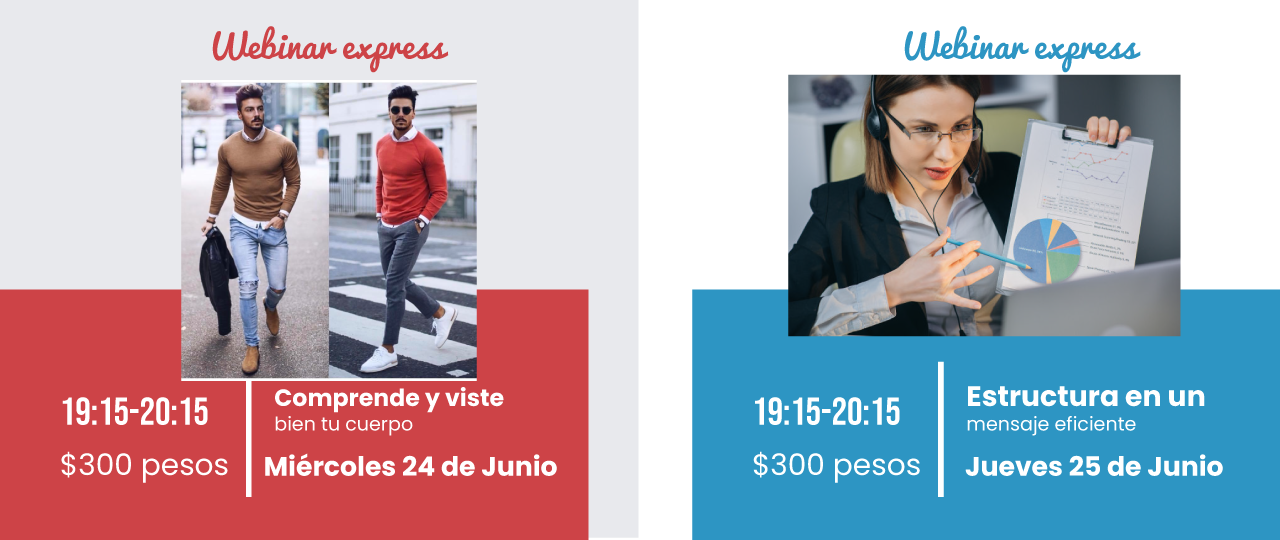 Webinar express
19:15-20:15
$300 pesos
Comprende y viste
bien tu cuerpo
Miércoles 24 de Junio
Webinar express
19:15-20:15
$300 pesos
Estructura en un
mensaje eficiente
Jueves 25 de Junio